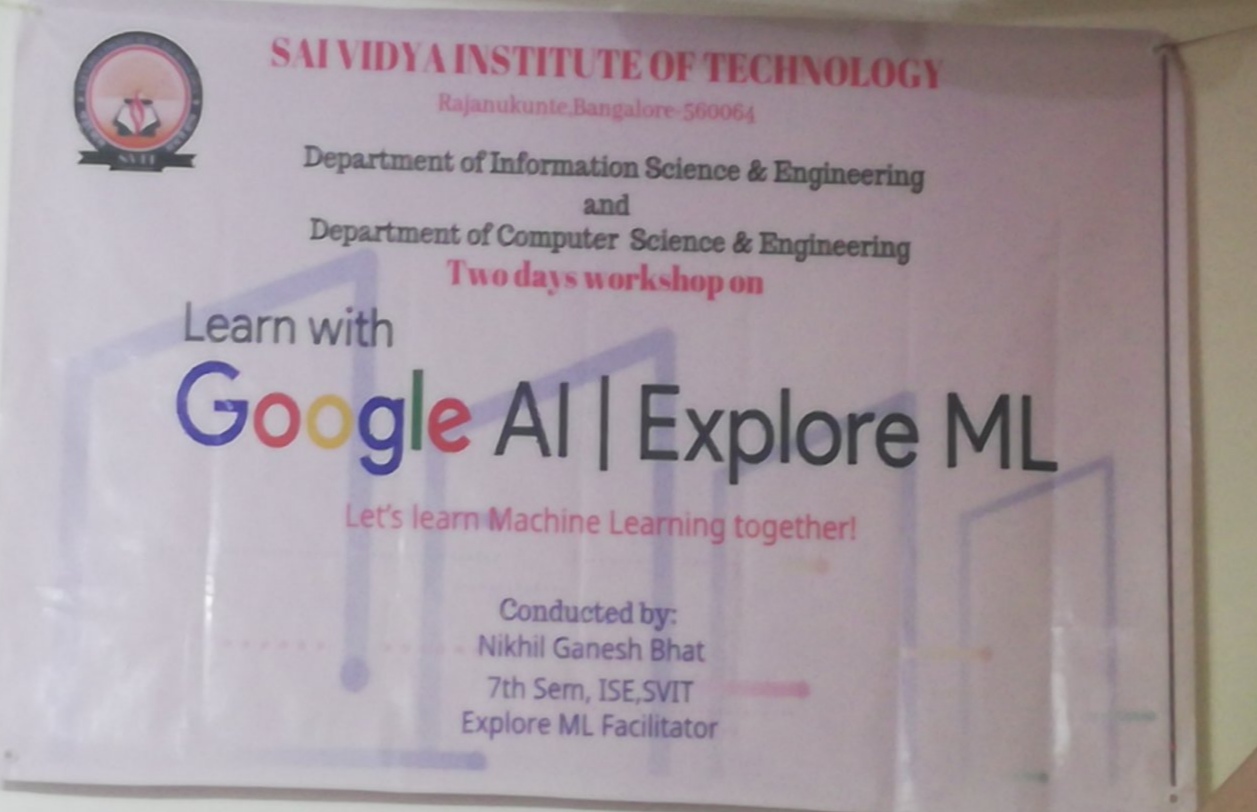 SAI VIDYA INSTITUTE OF TECHNOLOGY
Rajanukunte,Bangalore-560064
Department of Information Science & Engineering
and
Department of Computer Science & Engineering
Two days workshop on
Learn with
Google AI | Explore ML
Let's learn Machine Learning together!
Conducted by:
Nikhil Ganesh Bhat
7th Sem, ISE,SVIT
Explore ML Facilitator
SVIT